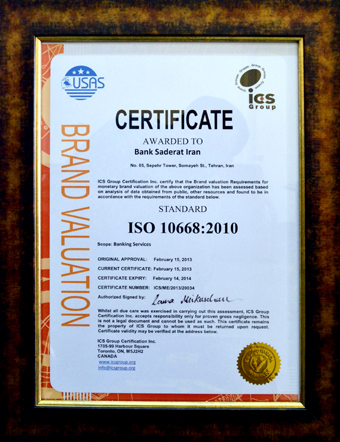 USAS
ICS
Group
BRAND VALUATION
CERTIFICATE
AWARDED TO
Bank Saderat Iran
No. 55, Sepehr Tower, Someyeh St., Tehran, Iran
ICS Group Certification Inc. certify that the Brand valuation Requirements for
monetary brand valuation of the above organization has been assessed based
on analysis of data obtained from public, other resources and found to be in
accordance with the requirements of the standard below.
STANDARD
ISO 10668:2010
Scope: Banking Services
ORIGINAL APPROVAL: February 15, 2013
CURRENT CERTIFICATE: February 15, 2013
CERTIFICATE EXPIRY: February 14, 2014
CERTIFICATE NUMBER: ICS/ME/2013/20034
Authorized Signed by:
Whilst all due care was exercised in carrying out this assessment, ICS Group
Certification Inc. accepts responsibility only for proven gross negligence. This
is not a legal document and cannot be used as such. This certificate remains
the property of ICS Group to whom it must be returned upon request.
Certificate validity may be verified at the address below.
ICS Group Certification Inc.
1705-99 Harbour Square
Toronto, ON, M5J2H2
CANADA
www.icsgroup.org
info@icsgroup.org